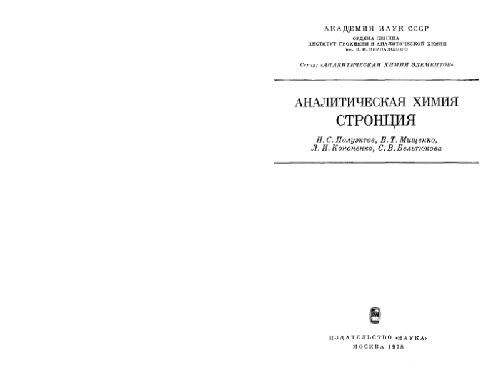 АКАДЕМИЯ НАУК СССР
ОРДЕНА ЛЕНИНА
ИНСТИТУТ ГЕОХИМИИ И АНАЛИТИЧЕСКОЙ ХИМИИ
им. В. И. ВЕРНАДСКОГО
Серия: «АНАЛИТИЧЕСКАЯ ХИМИЯ ЭЛЕМЕНТОВ»
АНАЛИТИЧЕСКАЯ ХИМИЯ
СТРОНЦИЯ
Н. С. Полуэктов, В. Т. Мищенко,
Л. И. Кононенко, С. В. Бельтюкова
ИЗДАТЕЛЬСТВО «НАУКА»
МОСКВА 1978